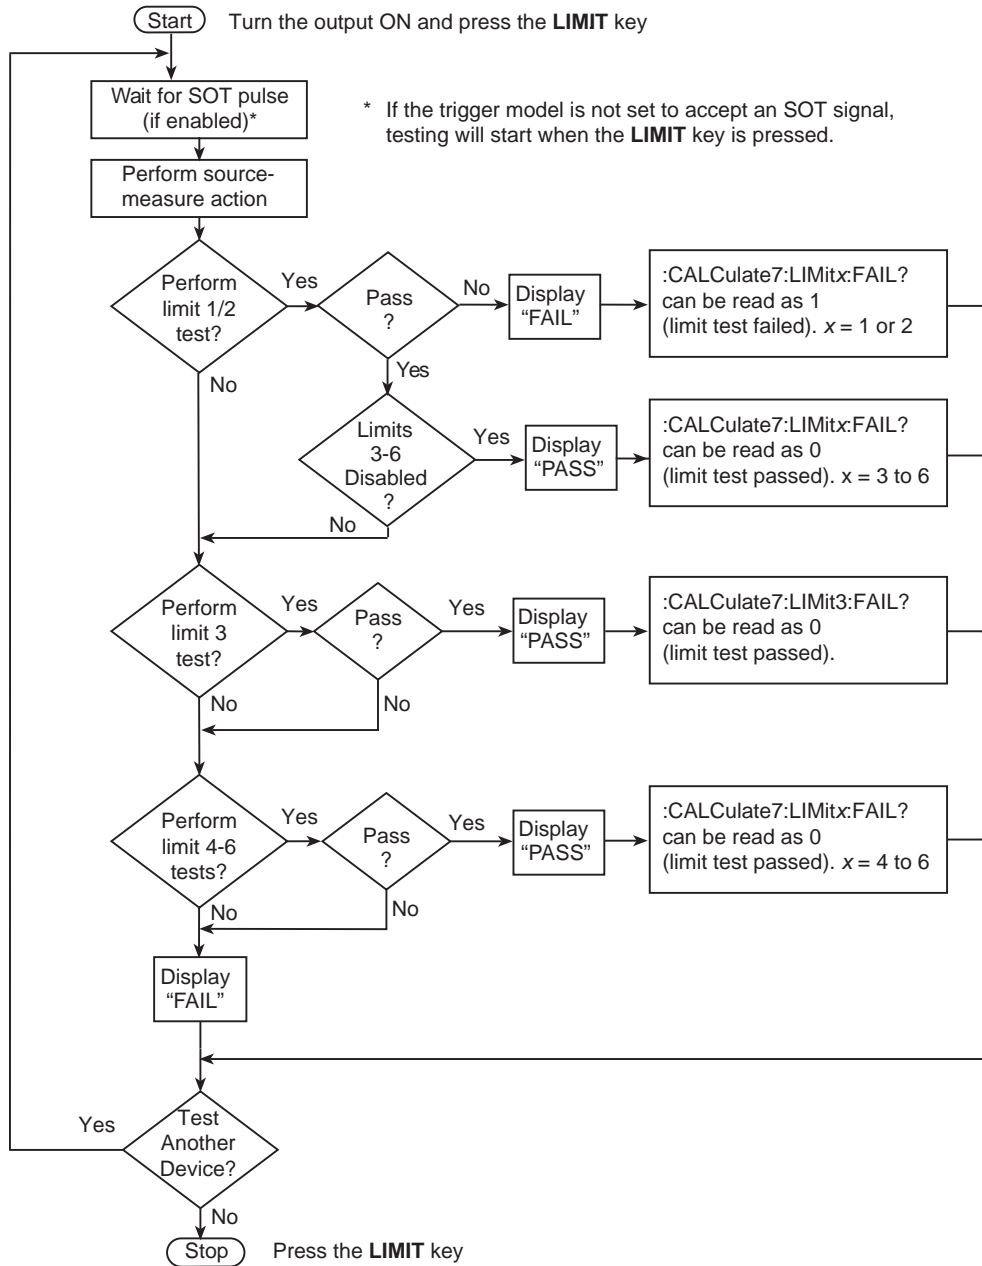 Start
Turn the output ON and press the LIMIT key
Wait for SOT pulse
(if enabled)*
* If the trigger model is not set to accept an SOT signal,
testing will start when the LIMIT key is pressed.
Perform source-
measure action
Perform
limit 1/2
test?
Yes
No
Pass
?
No
Yes
Display
“FAIL”
:CALCulate7:LIMitx:FAIL?
can be read as 1
(limit test failed). x = 1 or 2
Limits
3-6
Disabled
?
Yes
No
Display
“PASS”
:CALCulate7:LIMitx:FAIL?
can be read as 0
(limit test passed). x = 3 to 6
Perform
limit 3
test?
Yes
No
Pass
?
Yes
No
Display
“PASS”
:CALCulate7:LIMit3:FAIL?
can be read as 0
(limit test passed).
Perform
limit 4-6
tests?
Yes
No
Pass
?
Yes
No
Display
“PASS”
:CALCulate7:LIMitx:FAIL?
can be read as 0
(limit test passed). x = 4 to 6
Display
“FAIL”
Test
Another
Device?
Yes
No
Stop
Press the LIMIT key